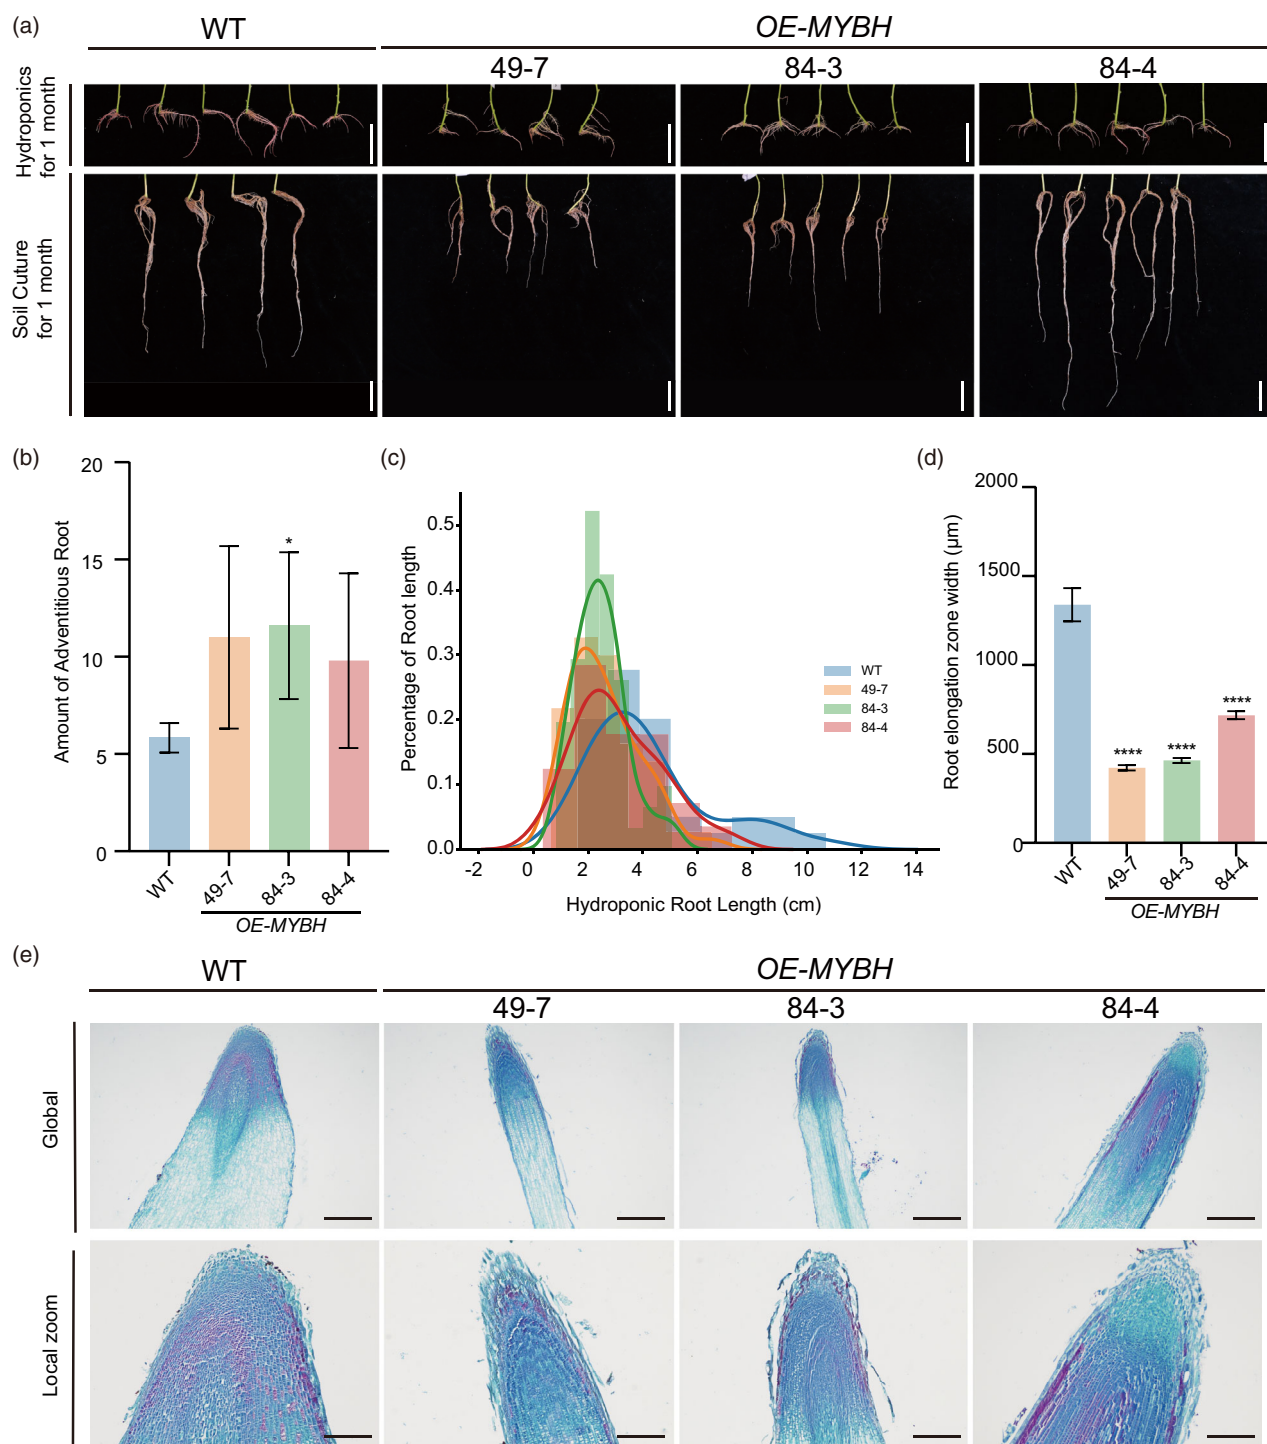 (a)
WT
OE-MYBH
49-7
84-3
84-4
Hydroponics
for 1 month
Soil Cuture
for 1 month
(b)
Amount of Adventitious Root
20
15
10
5
0
*
WT
49-7
84-3
84-4
OE-MYBH
(c)
Percentage of Root length
0.5
0.4
0.3
0.2
0.1
0.0
-2
0
2
4
6
8
10
12
14
Hydroponic Root Length (cm)
WT
49-7
84-3
84-4
(d)
Root elongation zone width (μm)
2000
1500
1000
500
0
****
****
****
WT
49-7
84-3
84-4
OE-MYBH
(e)
WT
OE-MYBH
49-7
84-3
84-4
Global
Local zoom